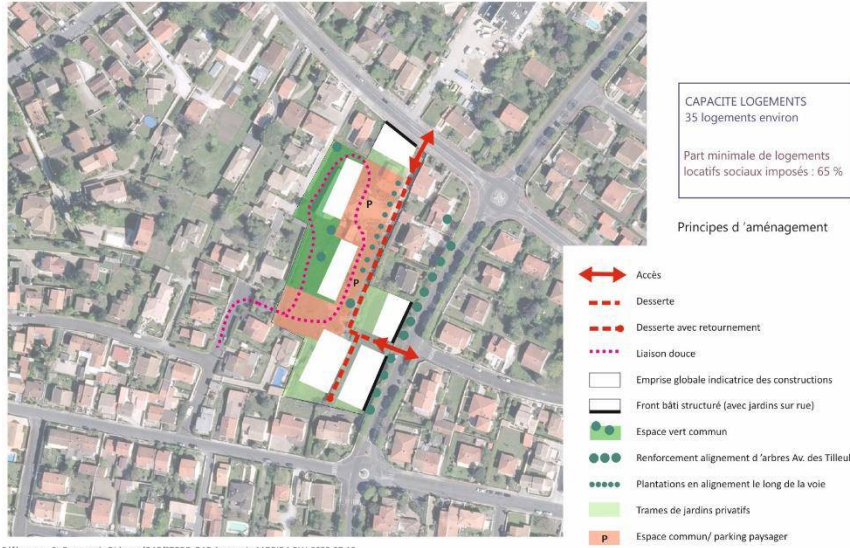 CAPACITE LOGEMENTS
35 logements environ
Part minimale de logements
locatifs sociaux imposés : 65 %
Principes d 'aménagement
P
P
Accès
Desserte
Desserte avec retournement
Liaison douce
Emprise globale indicatrice des constructions
Front bâti structuré (avec jardins sur rue)
Espace vert commun
Renforcement alignement d 'arbres Av. des Tilleul
Plantations en alignement le long de la voie
Trames de jardins privatifs
P Espace commun/ parking paysager